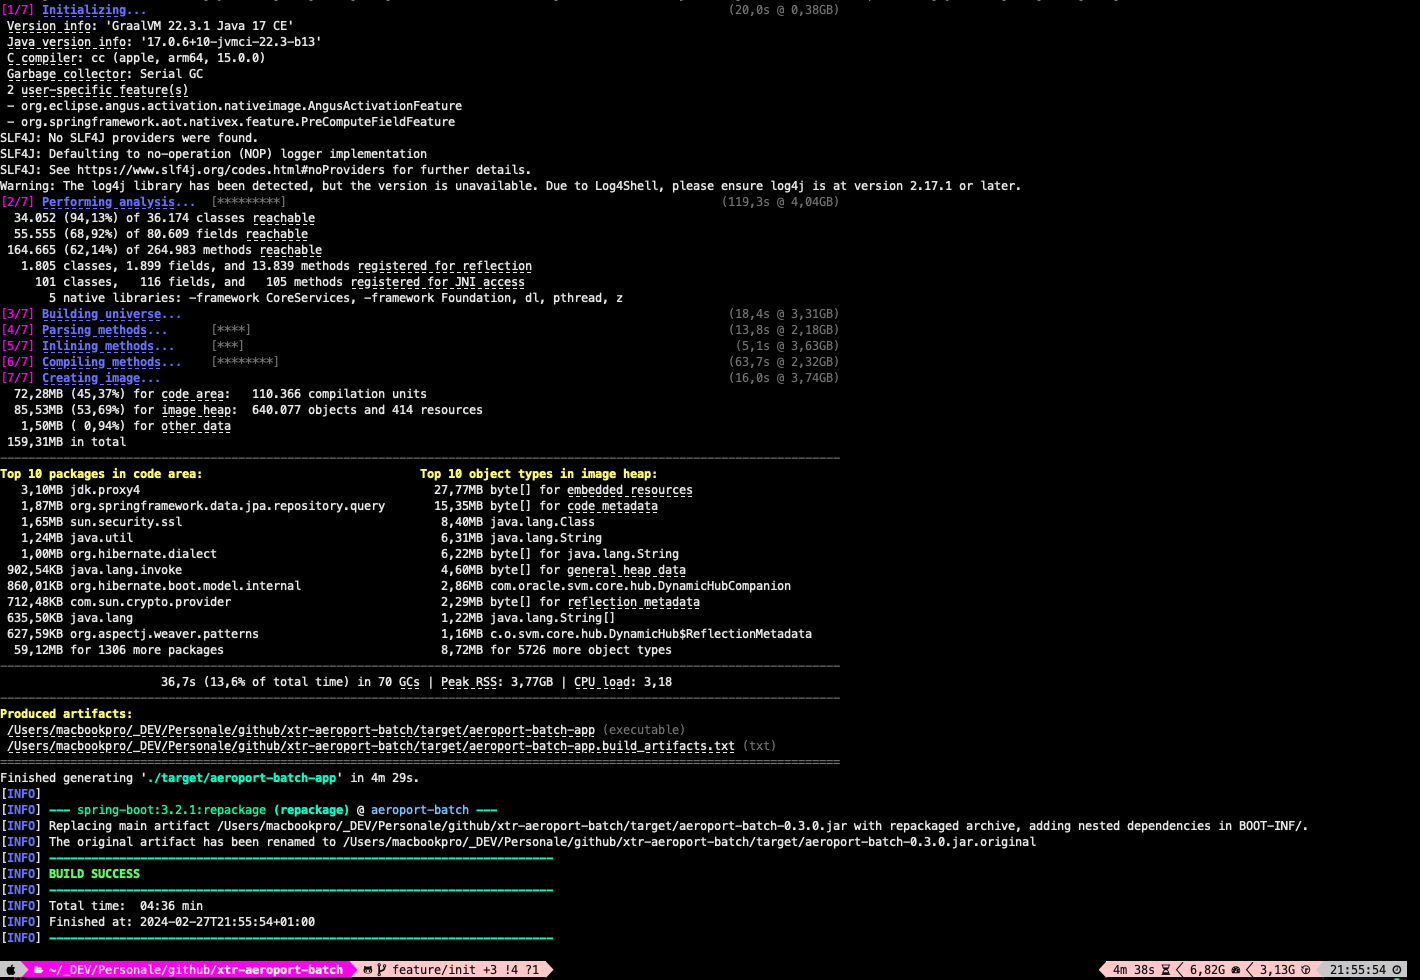 [1/7] Initializing... (20,0s @ 0,38GB)
Version info: 'GraalVM 22.3.1 Java 17 CE'
Java version info: '17.0.6+10-jvmci-22.3-b13'
C compiler: cc (apple, arm64, 15.0.0)
Garbage collector: Serial GC
2 user-specific feature(s)
- org.eclipse.angus.activation.nativeimage.AngusActivationFeature
- org.springframework.aot.nativex.feature.PreComputeFieldFeature
SLF4J: No SLF4J providers were found.
SLF4J: Defaulting to no-operation (NOP) logger implementation
SLF4J: See https://www.slf4j.org/codes.html#noProviders for further details.
Warning: The log4j library has been detected, but the version is unavailable. Due to Log4Shell, please ensure log4j is at version 2.17.1 or later.
[2/7] Performing analysis... [*********] (119,3s @ 4,04GB)
34.052 (94,13%) of 36.174 classes reachable
55.555 (68,92%) of 80.609 fields reachable
164.665 (62,14%) of 264.983 methods reachable
1.805 classes, 1.899 fields, and 13.839 methods registered for reflection
101 classes, 116 fields, and 105 methods registered for JNI access
5 native libraries: -framework CoreServices, -framework Foundation, dl, pthread, z
[3/7] Building universe... (18,4s @ 3,31GB)
[4/7] Parsing methods... [****] (13,8s @ 2,18GB)
[5/7] Inlining methods... [***] (5,1s @ 3,63GB)
[6/7] Compiling methods... [********] (63,7s @ 2,32GB)
[7/7] Creating image... (16,0s @ 3,74GB)
72,28MB (45,37%) for code area: 110.366 compilation units
85,53MB (53,69%) for image heap: 640.077 objects and 414 resources
1,50MB ( 0,94%) for other data
159,31MB in total
Top 10 packages in code area: Top 10 object types in image heap:
3,10MB jdk.proxy4 27,77MB byte[] for embedded resources
1,87MB org.springframework.data.jpa.repository.query 15,35MB byte[] for code metadata
1,65MB sun.security.ssl 8,40MB java.lang.Class
1,24MB java.util 6,31MB java.lang.String
1,00MB org.hibernate.dialect 6,22MB byte[] for java.lang.String
902,54KB java.lang.invoke 4,60MB byte[] for general heap data
860,01KB org.hibernate.boot.model.internal 2,86MB com.oracle.svm.core.hub.DynamicHubCompanion
712,48KB com.sun.crypto.provider 2,29MB byte[] for reflection metadata
635,50KB java.lang 1,22MB java.lang.String[]
627,59KB org.aspectj.weaver.patterns 1,16MB c.o.svm.core.hub.DynamicHub$ReflectionMetadata
59,12MB for 1306 more packages 8,72MB for 5726 more object types
36,7s (13,6% of total time) in 70 GCs | Peak RSS: 3,77GB | CPU load: 3,18
Produced artifacts:
/Users/macbookpro/_DEV/Personale/github/xtr-aeroport-batch/target/aeroport-batch-app (executable)
/Users/macbookpro/_DEV/Personale/github/xtr-aeroport-batch/target/aeroport-batch-app.build_artifacts.txt (txt)
Finished generating './target/aeroport-batch-app' in 4m 29s.
[INFO]
[INFO] --- spring-boot:3.2.1:repackage (repackage) @ aeroport-batch ---
[INFO] Replacing main artifact /Users/macbookpro/_DEV/Personale/github/xtr-aeroport-batch/target/aeroport-batch-0.3.0.jar with repackaged archive, adding nested dependencies in BOOT-INF/.
[INFO] The original artifact has been renamed to /Users/macbookpro/_DEV/Personale/github/xtr-aeroport-batch/target/aeroport-batch-0.3.0.jar.original
[INFO] ------------------------------------------------------------------------
[INFO] BUILD SUCCESS
[INFO] ------------------------------------------------------------------------
[INFO] Total time:  04:36 min
[INFO] Finished at: 2024-02-27T21:55:54+01:00
[INFO] ------------------------------------------------------------------------
~/_DEV/Personale/github/xtr-aeroport-batch feature/init +3 !4 ?1 4m 38s 6,82G 3,13G 21:55:54